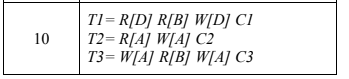 10
T1= R[D] R[B] W[D] C1
T2= R[A] W[A] C2
T3= W[A] R[B] W[A] C3